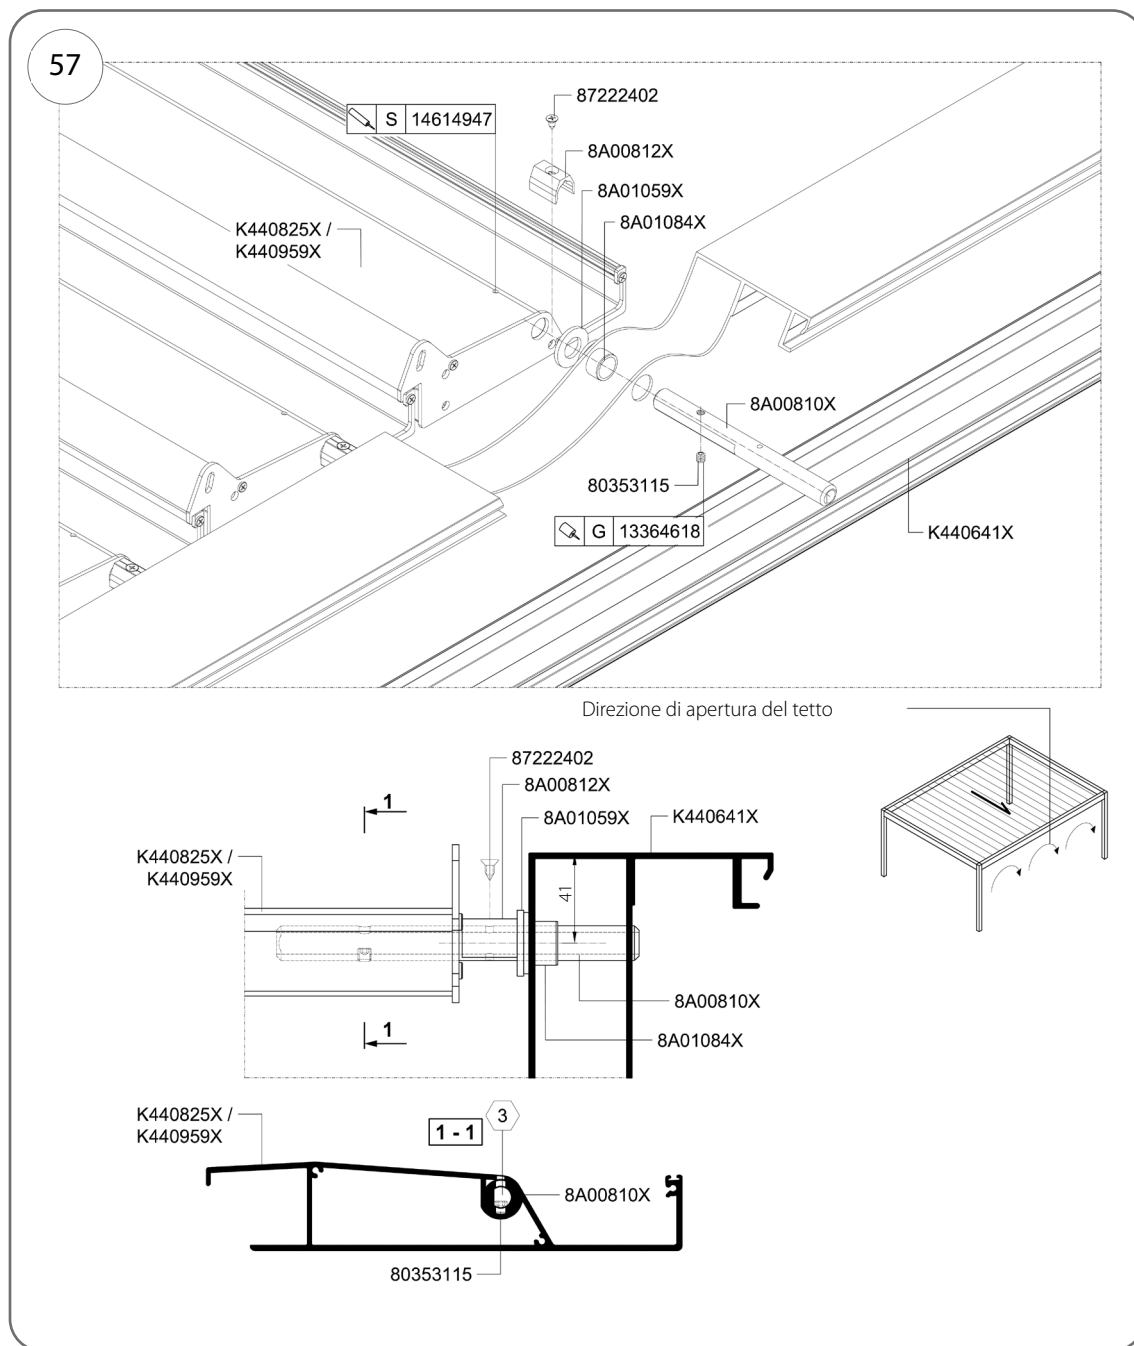 57
87222402
S 14614947
8A00812X
8A01059X
8A01084X
K440825X /
K440959X
8A00810X
80353115
G 13364618
K440641X
Direzione di apertura del tetto
87222402
8A00812X
1
8A01059X
K440641X
K440825X /
K440959X
41
8A00810X
1
8A01084X
K440825X /
K440959X
3
1 - 1
8A00810X
80353115